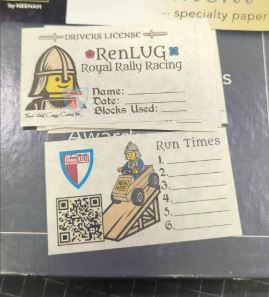 by NEENAH
... specialty paper
DRIVERS LICENSE
RenLUG
Royal Rally Racing
Name:
Date:
Blocks Used:
Run Times
1.
2.
3.
4.
5.
6.